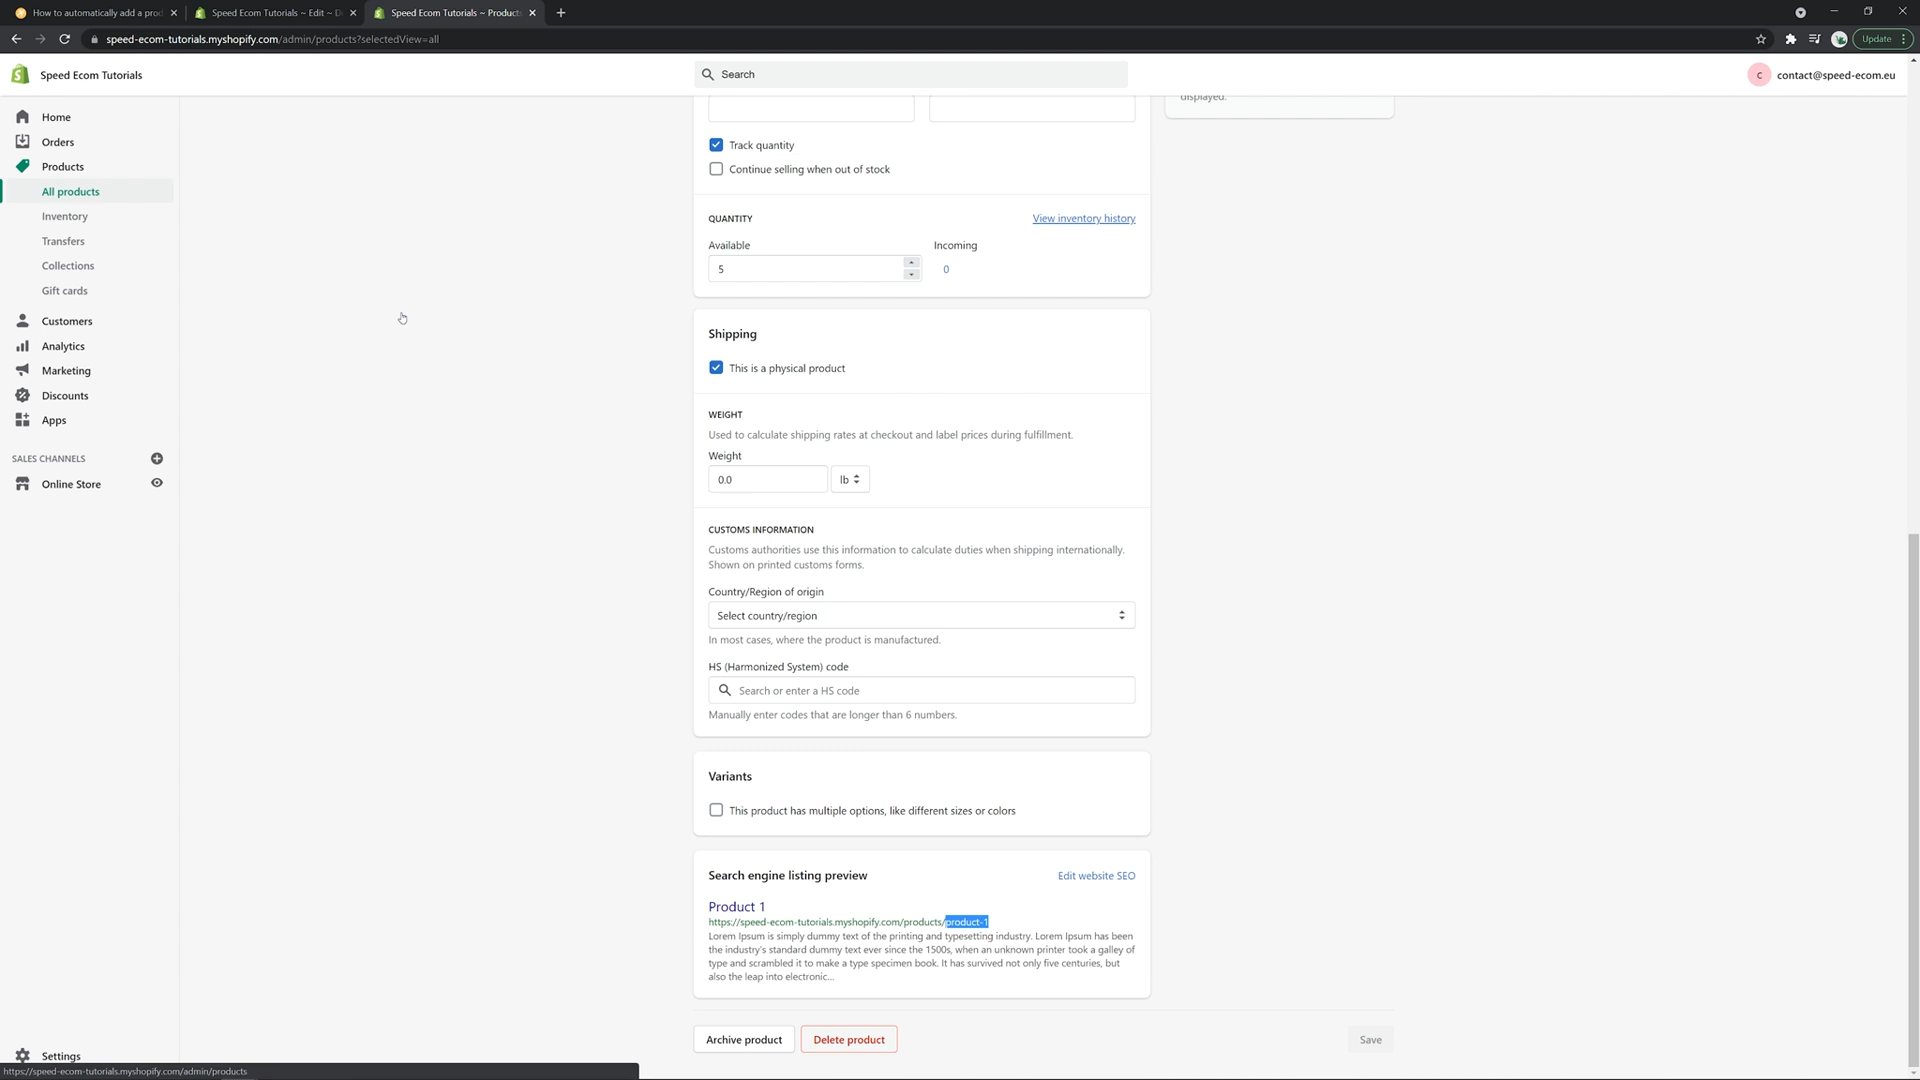 How to automatically add a prod
Speed Ecom Tutorials ~ Edit ~ D
Speed Ecom Tutorials ~ Products
speed-ecom-tutorials.myshopify.com/admin/products?selectedView=all
Update
Speed Ecom Tutorials
Search
C
contact@speed-ecom.eu
displayed.
Home
Orders
Products
All products
Inventory
Transfers
Collections
Gift cards
Customers
Analytics
Marketing
Discounts
Apps
SALES CHANNELS
Online Store
Settings
Track quantity
Continue selling when out of stock
QUANTITY
View inventory history
Available
Incoming
5
0
Shipping
This is a physical product
WEIGHT
Used to calculate shipping rates at checkout and label prices during fulfillment.
Weight
0.0
lb
CUSTOMS INFORMATION
Customs authorities use this information to calculate duties when shipping internationally.
Shown on printed customs forms.
Country/Region of origin
Select country/region
In most cases, where the product is manufactured.
HS (Harmonized System) code
Search or enter a HS code
Manually enter codes that are longer than 6 numbers.
Variants
This product has multiple options, like different sizes or colors
Search engine listing preview
Edit website SEO
Product 1
https://speed-ecom-tutorials.myshopify.com/products/product-1
Lorem Ipsum is simply dummy text of the printing and typesetting industry. Lorem Ipsum has been
the industry's standard dummy text ever since the 1500s, when an unknown printer took a galley of
type and scrambled it to make a type specimen book. It has survived not only five centuries, but
also the leap into electronic...
Archive product
Delete product
Save
https://speed-ecom-tutorials.myshopify.com/admin/products